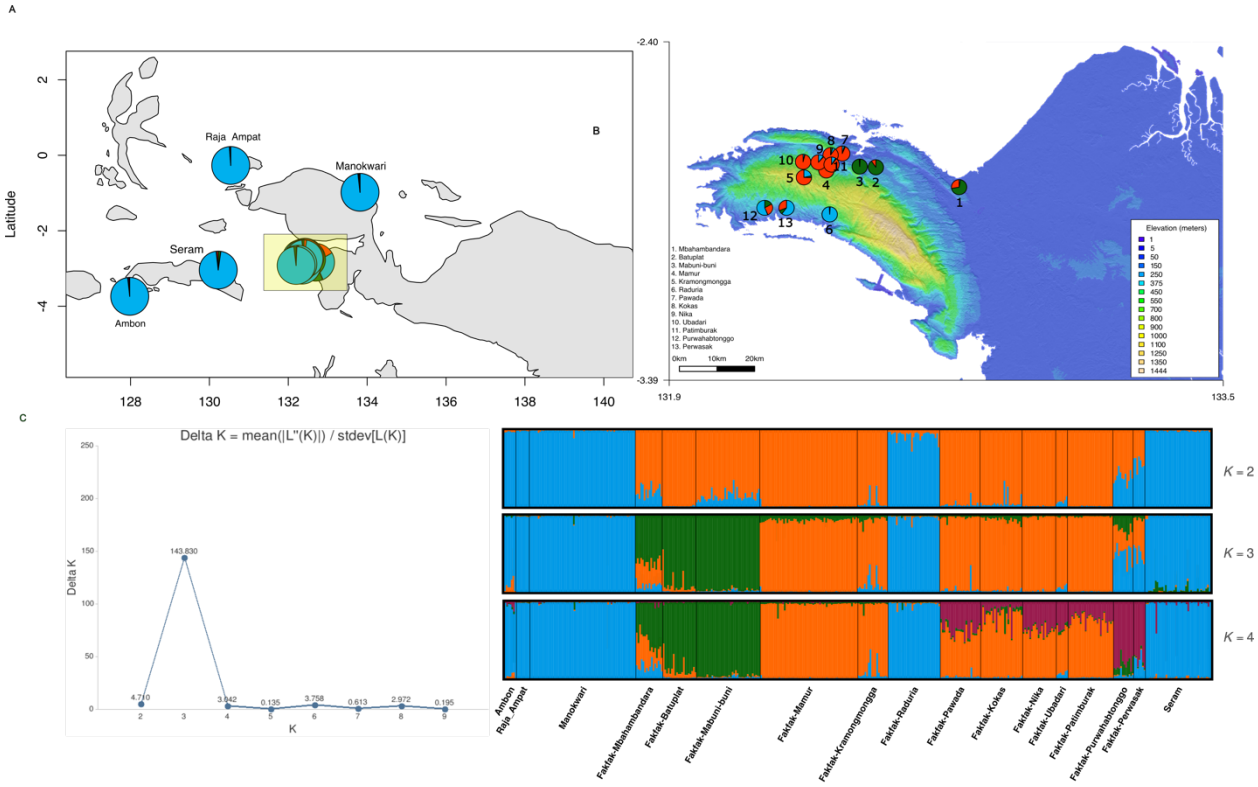 A
2
0
-2
-4
Latitude
128
130
132
134
136
138
140
Raja Ampat
Manokwari
Seram
Ambon
B
-2.40
-3.39
131.9
133.5
8
7
10
9
11
3
2
5
4
1
12
13
6
1. Mbahambandara
2. Batuplat
3. Mabuni-buni
4. Mamur
5. Kramongmongga
6. Raduria
7. Pawada
8. Kokas
9. Nika
10. Ubadari
11. Patimburak
12. Purwahabtonggo
13. Perwasak
0km 10km 20km
Elevation (meters)
1
5
50
150
250
375
450
550
700
800
900
1000
1100
1250
1350
1444
C
Delta K = mean(|L"(K)|) / stdev[L(K)]
250
200
150
100
50
0
Delta K
143.830
4.710
3.042
0.135
3.758
0.613
2.972
0.195
2
3
4
5
6
7
8
9
K
K = 2
K = 3
K = 4
Ambon
Raja_Ampat
Manokwari
Fakfak-Mbahambandara
Fakfak-Batuplat
Fakfak-Mabuni-buni
Fakfak-Mamur
Fakfak-Kramongmogga
Fakfak-Raduria
Fakfak-Pawada
Fakfak-Kokas
Fakfak-Nika
Fakfak-Ubadari
Fakfak-Patimburak
Fakfak-Purwahabtonggo
Fakfak-Perwasak
Seram